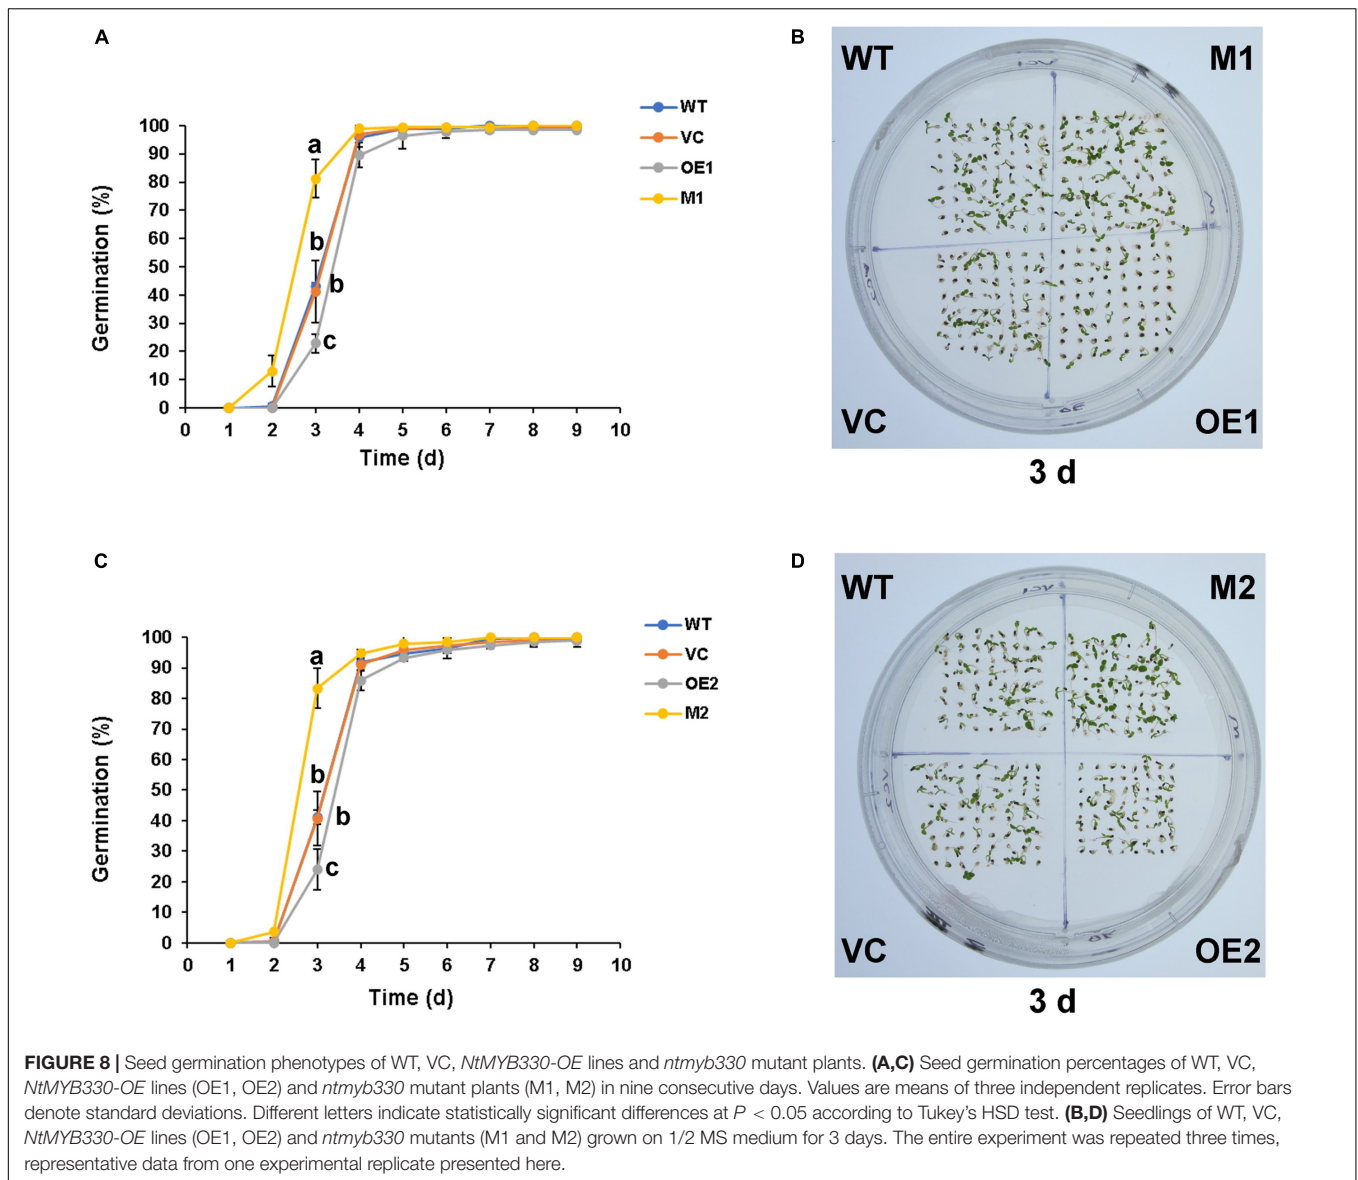 A
Germination (%)
100
90
80
70
60
50
40
30
20
10
0
0 1 2 3 4 5 6 7 8 9 10
Time (d)
a
b
b
c
WT
VC
OE1
M1
B
WT M1
VC OE1
3 d
C
Germination (%)
100
90
80
70
60
50
40
30
20
10
0
0 1 2 3 4 5 6 7 8 9 10
Time (d)
a
b
b
c
WT
VC
OE2
M2
D
WT M2
VC OE2
3 d
FIGURE 8 | Seed germination phenotypes of WT, VC, NtMYB330-OE lines and ntmyb330 mutant plants. (A,C) Seed germination percentages of WT, VC,
NtMYB330-OE lines (OE1, OE2) and ntmyb330 mutant plants (M1, M2) in nine consecutive days. Values are means of three independent replicates. Error bars
denote standard deviations. Different letters indicate statistically significant differences at P < 0.05 according to Tukey's HSD test. (B,D) Seedlings of WT, VC,
NtMYB330-OE lines (OE1, OE2) and ntmyb330 mutants (M1 and M2) grown on 1/2 MS medium for 3 days. The entire experiment was repeated three times,
representative data from one experimental replicate presented here.